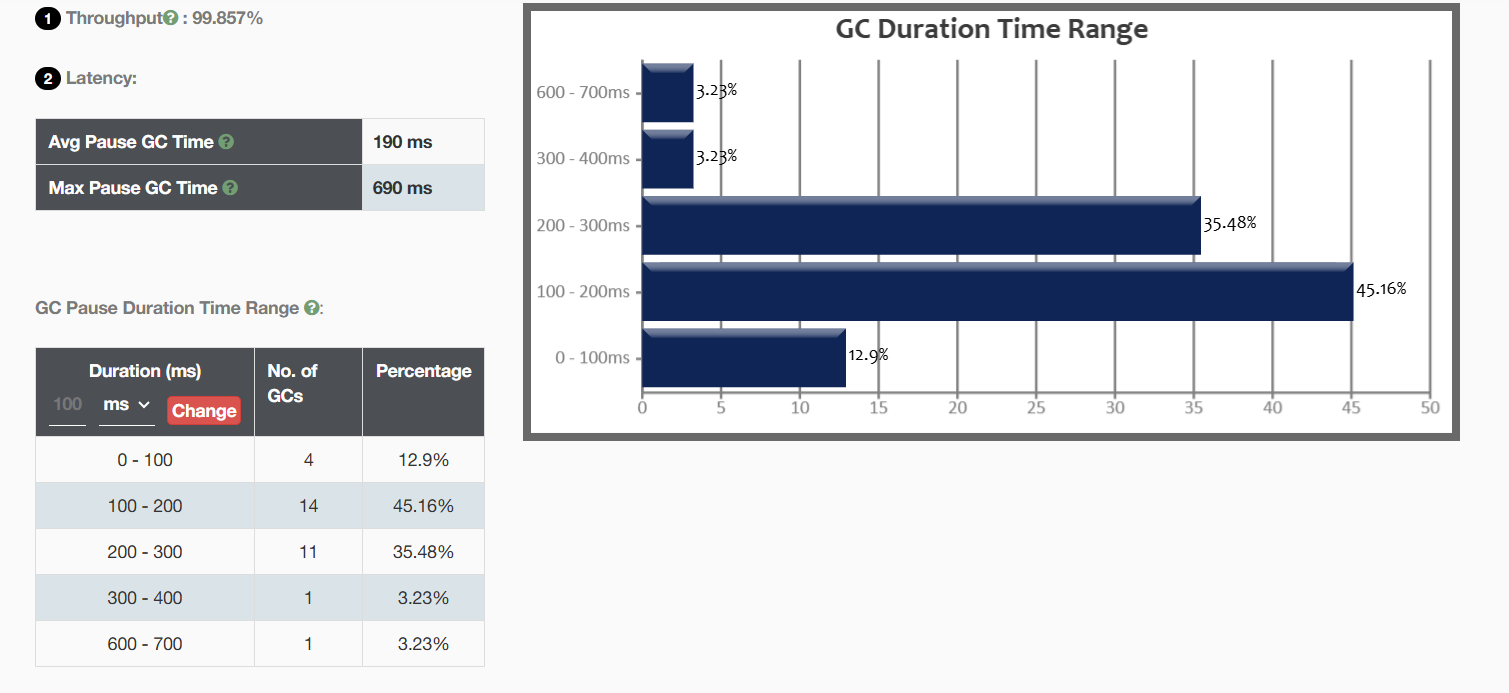 1 Throughput? : 99.857%
2 Latency:
Avg Pause GC Time ? 190 ms
Max Pause GC Time ? 690 ms
GC Pause Duration Time Range ?:
Duration (ms) No. of GCs Percentage
100 ms Change
0 - 100 4 12.9%
100 - 200 14 45.16%
200 - 300 11 35.48%
300 - 400 1 3.23%
600 - 700 1 3.23%
GC Duration Time Range
600 - 700ms 3.23%
300 - 400ms 3.23%
200 - 300ms 35.48%
100 - 200ms 45.16%
0 - 100ms 12.9%
0 5 10 15 20 25 30 35 40 45 50